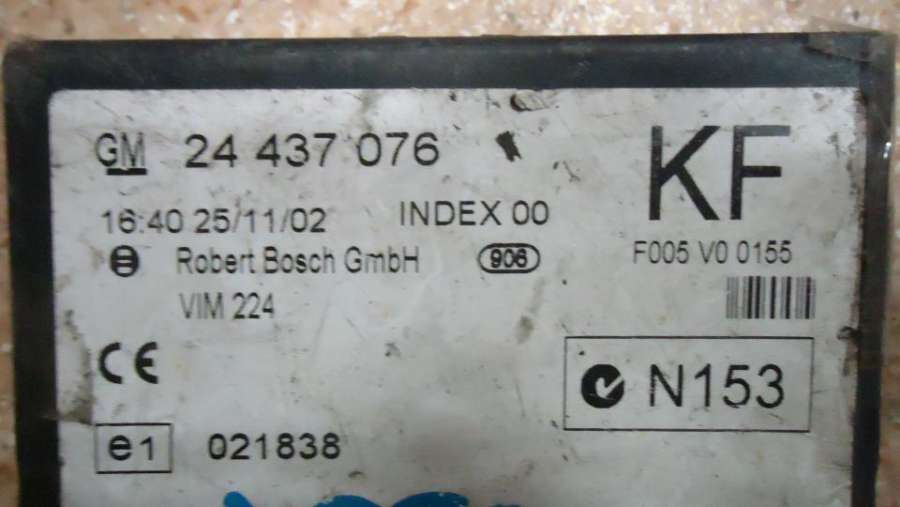 GM 24 437 076
KF
16:40 25/11/02 INDEX 00
Robert Bosch GmbH 906 F005 V0 0155
VIM 224
CE
N153
e1 021838